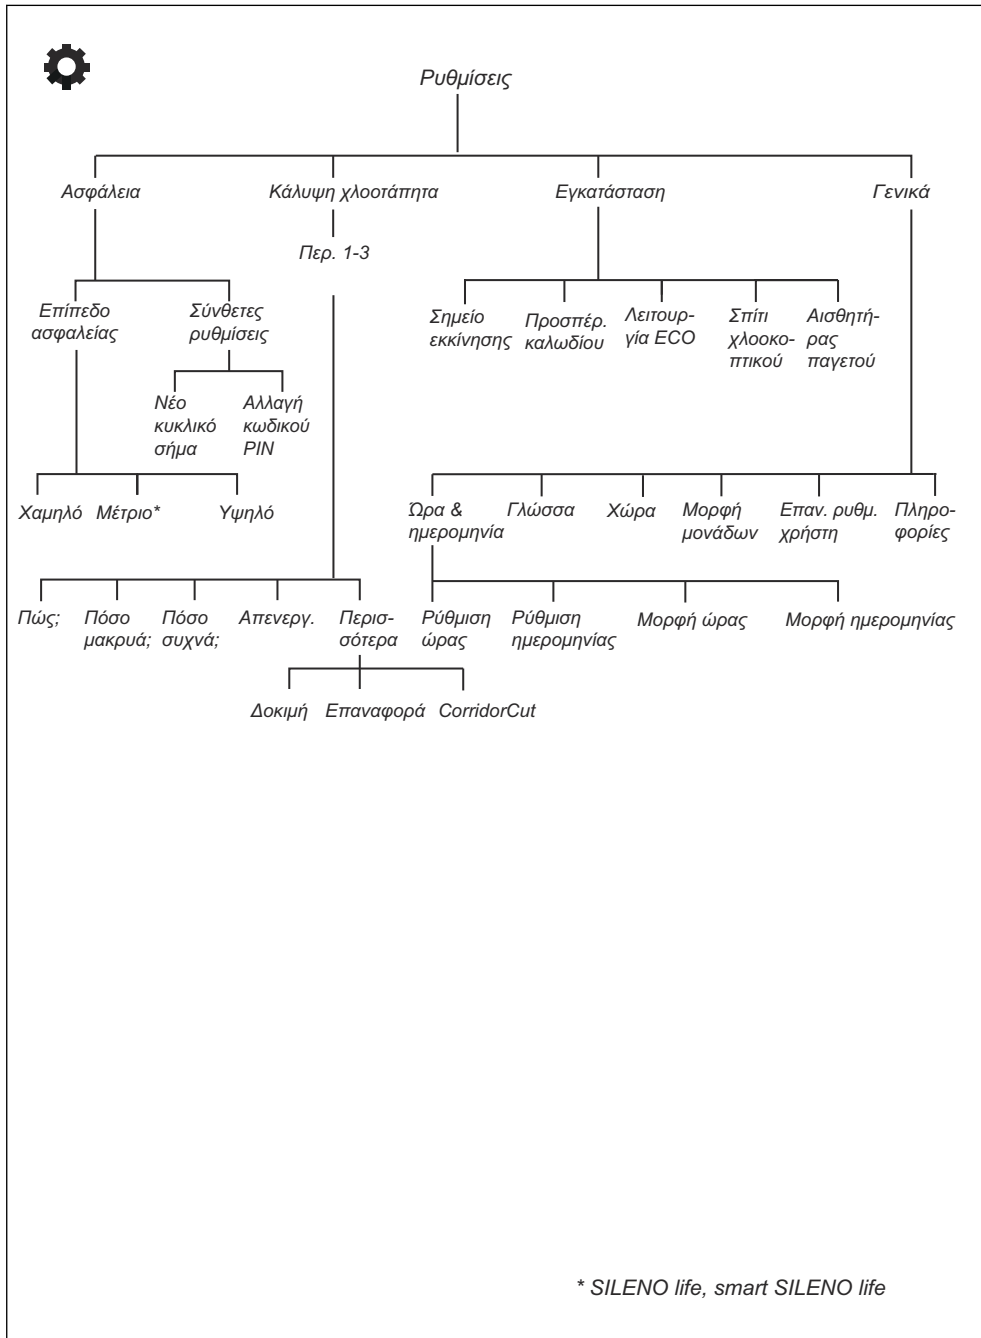 Ρυθμίσεις
Ασφάλεια
Κάλυψη χλοοτάπητα
Εγκατάσταση
Γενικά
Περ. 1-3
Επίπεδο
ασφαλείας
Σύνθετες
ρυθμίσεις
Σημείο
εκκίνησης
Προσπέρ.
καλωδίου
Λειτουρ-
γία ECO
Σπίτι
χλοοκο-
πτικού
Αισθητή-
ρας
παγετού
Νέο
κυκλικό
σήμα
Αλλαγή
κωδικού
PIN
Χαμηλό
Μέτριο*
Υψηλό
Ώρα &
ημερομηνία
Γλώσσα
Χώρα
Μορφή
μονάδων
Επαν. ρυθμ.
χρήστη
Πληρο-
φορίες
Πώς;
Πόσο
μακρυά;
Πόσο
συχνά;
Απενεργ.
Περισ-
σότερα
Ρύθμιση
ώρας
Ρύθμιση
ημερομηνίας
Μορφή ώρας
Μορφή ημερομηνίας
Δοκιμή
Επαναφορά
CorridorCut
* SILENO life, smart SILENO life